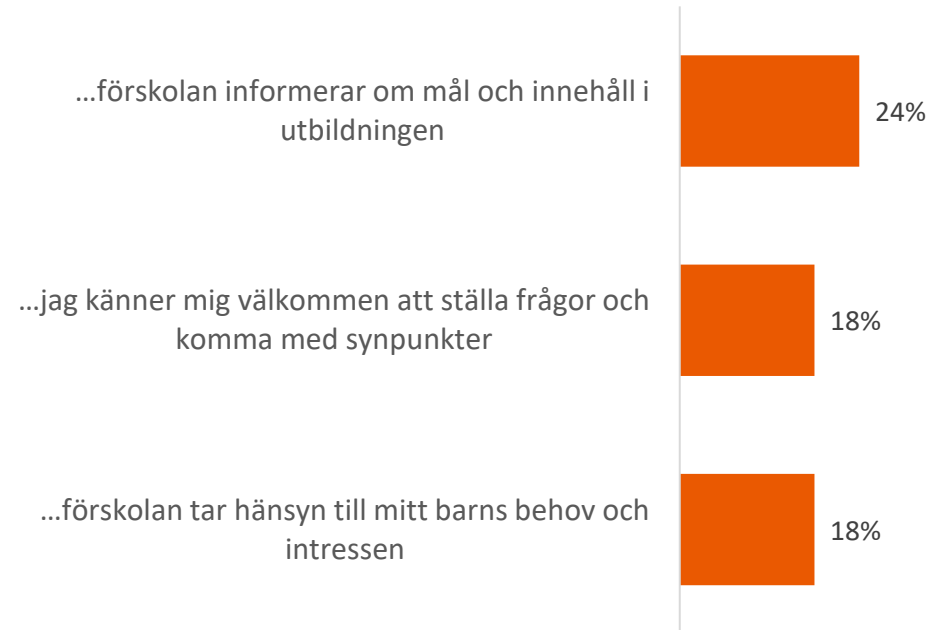 ...förskolan informerar om mål och innehåll i
utbildningen
24%
...jag känner mig välkommen att ställa frågor och
komma med synpunkter
18%
...förskolan tar hänsyn till mitt barns behov och
intressen
18%